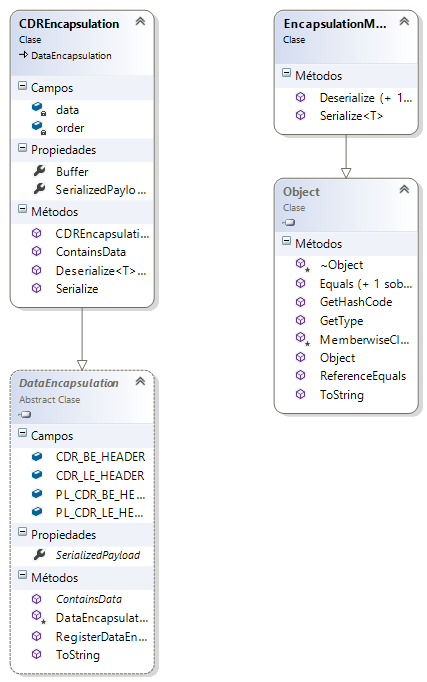 CDREncapsulation
Clase
DataEncapsulation
Campos
data
order
Propiedades
Buffer
SerializedPaylo...
Métodos
CDREncapsulati...
ContainsData
Deserialize<T>...
Serialize
DataEncapsulation
Abstract Clase
Campos
CDR_BE_HEADER
CDR_LE_HEADER
PL_CDR_BE_HE...
PL_CDR_LE_HE...
Propiedades
SerializedPayload
Métodos
ContainsData
DataEncapsulat...
RegisterDataEn...
ToString
EncapsulationM...
Clase
Métodos
Deserialize (+ 1...
Serialize<T>
Object
Clase
Métodos
~Object
Equals (+ 1 sob...
GetHashCode
GetType
MemberwiseCl...
Object
ReferenceEquals
ToString